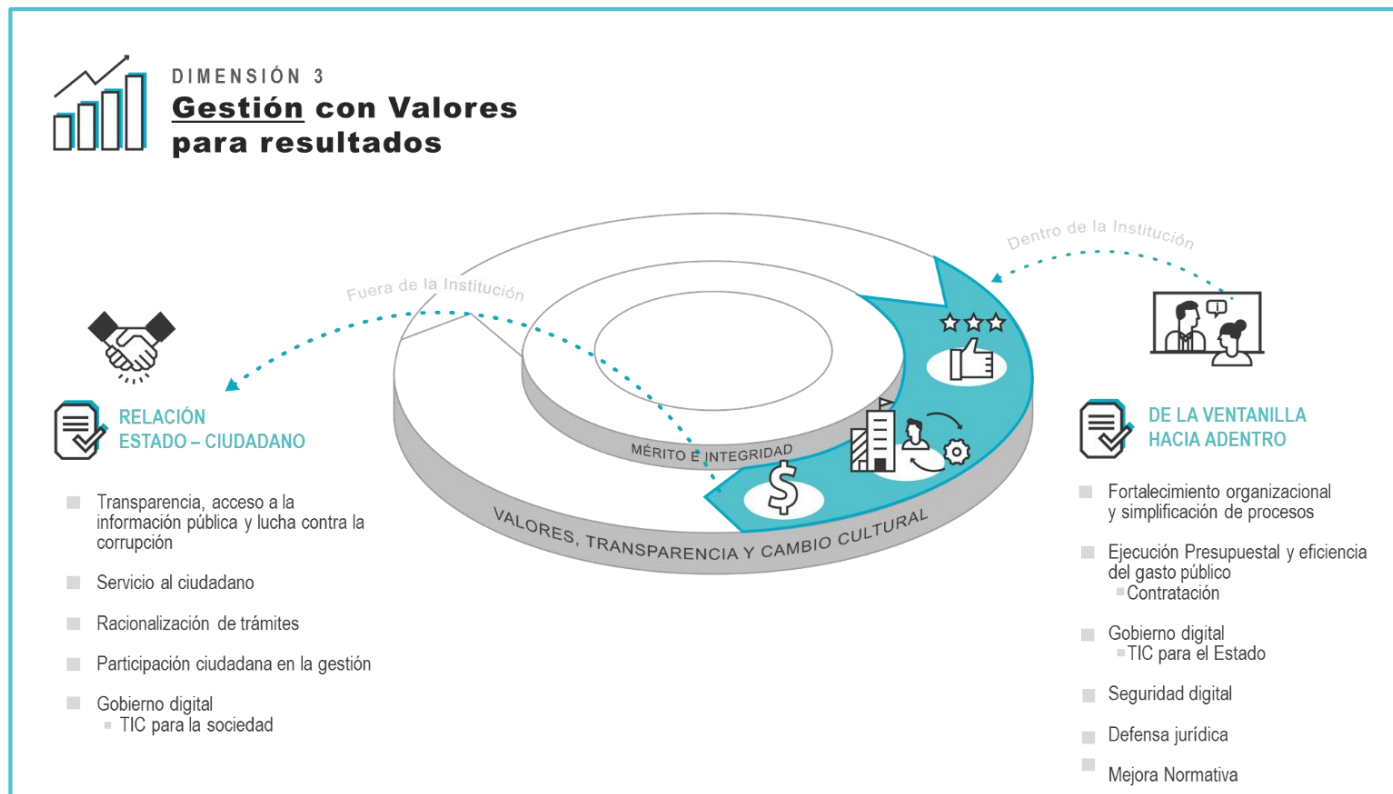 DIMENSIÓN 3
Gestión con Valores
para resultados
Fuera de la Institución
Dentro de la Institución
MÉRITO E INTEGRIDAD
VALORES, TRANSPARENCIA Y CAMBIO CULTURAL
$
RELACIÓN
ESTADO – CIUDADANO
Transparencia, acceso a la
información pública y lucha contra la
corrupción
Servicio al ciudadano
Racionalización de trámites
Participación ciudadana en la gestión
Gobierno digital
TIC para la sociedad
DE LA VENTANILLA
HACIA ADENTRO
Fortalecimiento organizacional
y simplificación de procesos
Ejecución Presupuestal y eficiencia
del gasto público
Contratación
Gobierno digital
TIC para el Estado
Seguridad digital
Defensa jurídica
Mejora Normativa